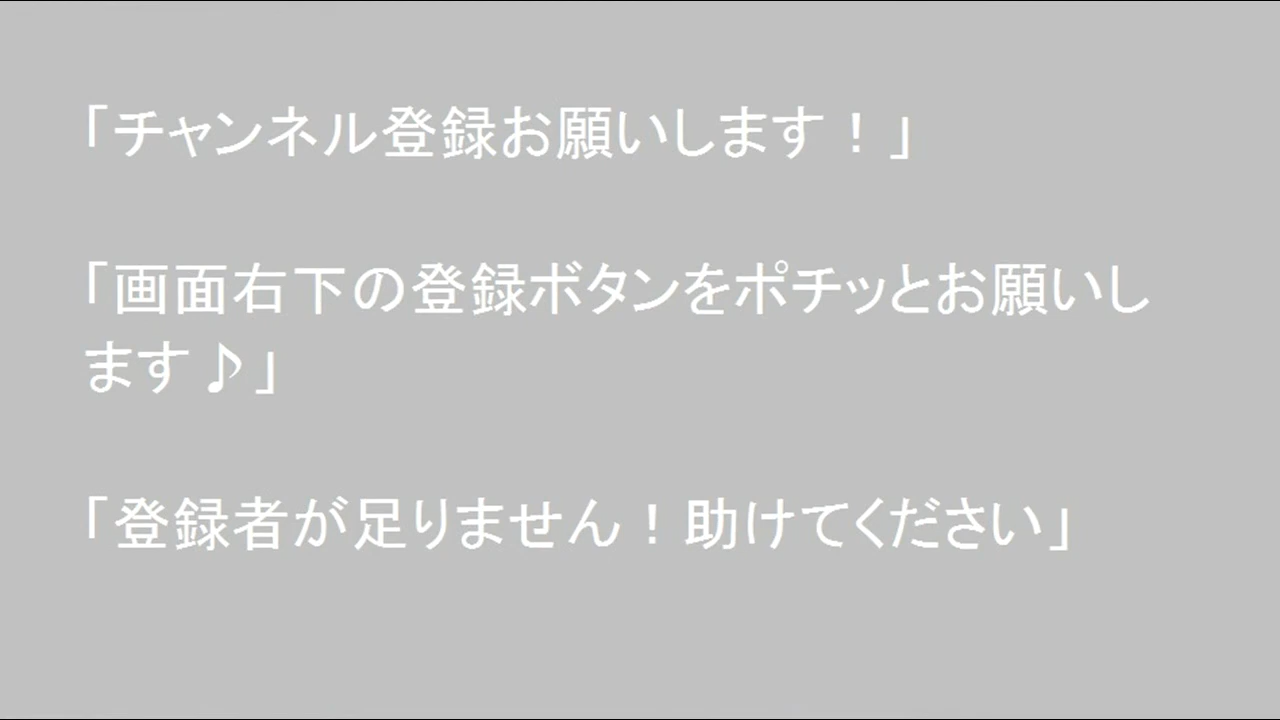 「チャンネル登録お願いします！」
「画面右下の登録ボタンをポチッとお願いし
ます♪」
「登録者が足りません！助けてください」